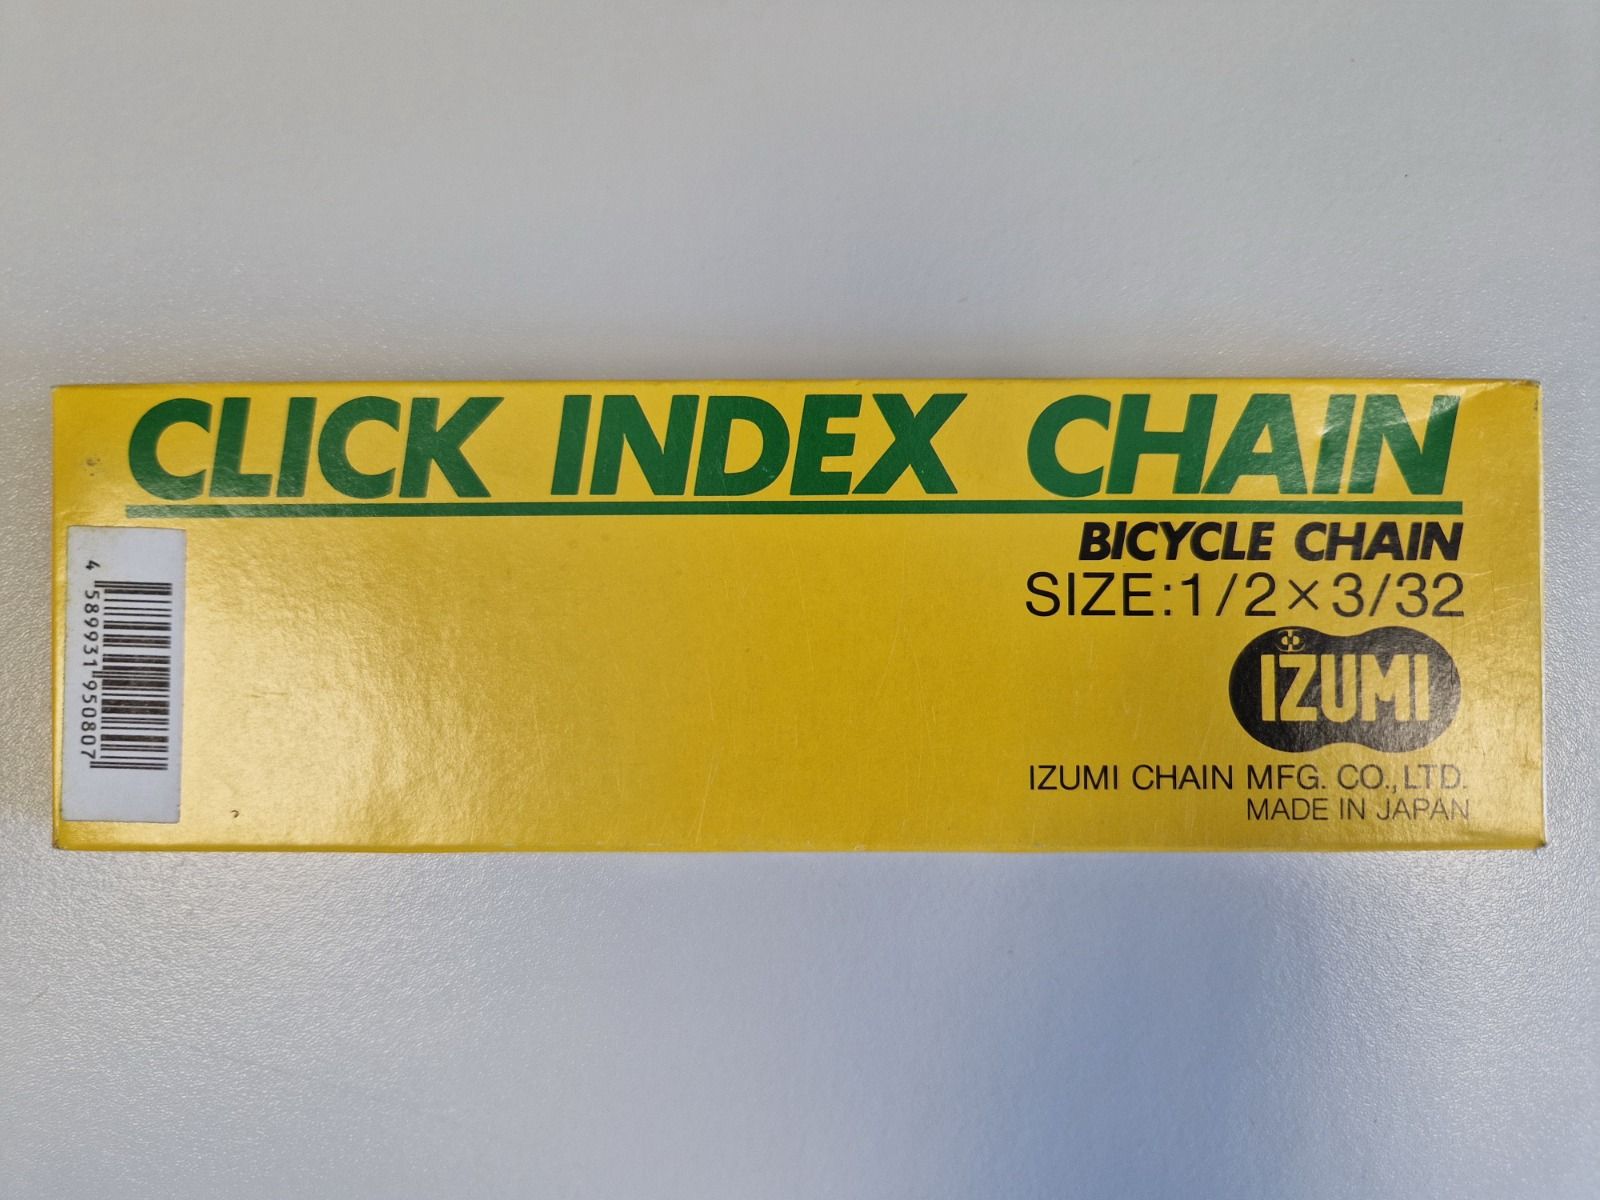 CLICK INDEX CHAIN
BICYCLE CHAIN
SIZE:1/2×3/32
IZUMI
IZUMI CHAIN MFG. CO.,LTD.
MADE IN JAPAN
4 589931 950807